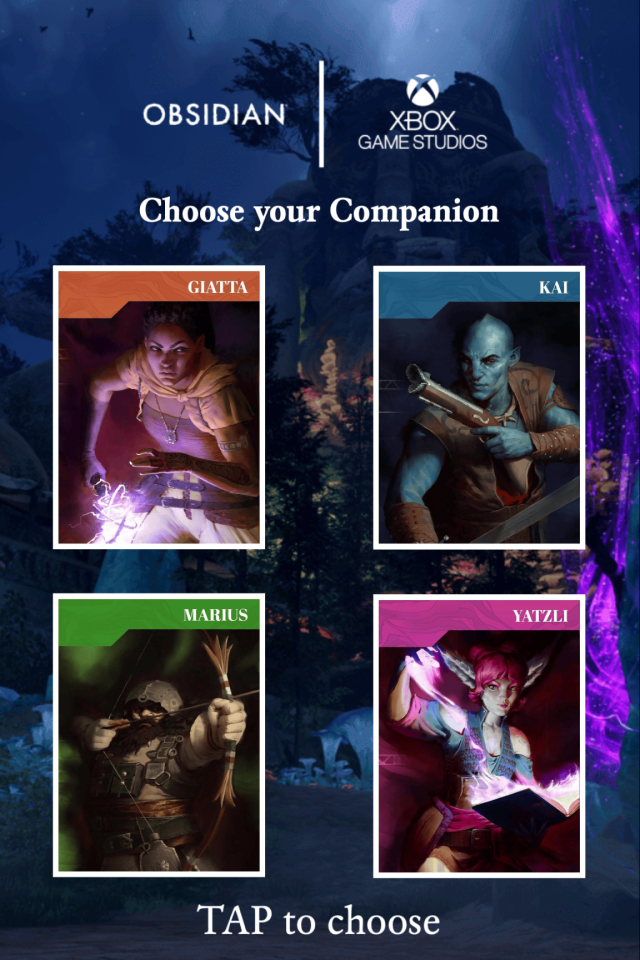 OBSIDIAN
XBOX
GAME STUDIOS
Choose your Companion
GIATTA
KAI
MARIUS
YATZLI
TAP to choose